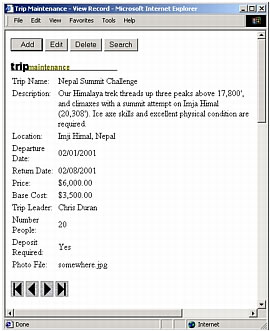 Trip Maintenance - View Record - Microsoft Internet Explorer
File Edit View Favorites Tools Help
Add Edit Delete Search
tripmaintenance
Trip Name: Nepal Summit Challenge
Description: Our Himalaya trek threads up three peaks above 17,800',
and climaxes with a summit attempt on Imja Himal
(20,308'). Ice axe skills and excellent physical condition are
required.
Location: Imji Himal, Nepal
Departure
Date: 02/01/2001
Return Date: 02/08/2001
Price: $6,000.00
Base Cost: $3,500.00
Trip Leader: Chris Duran
Number
People: 20
Deposit
Required: Yes
Photo File: somewhere.jpg
Done Internet